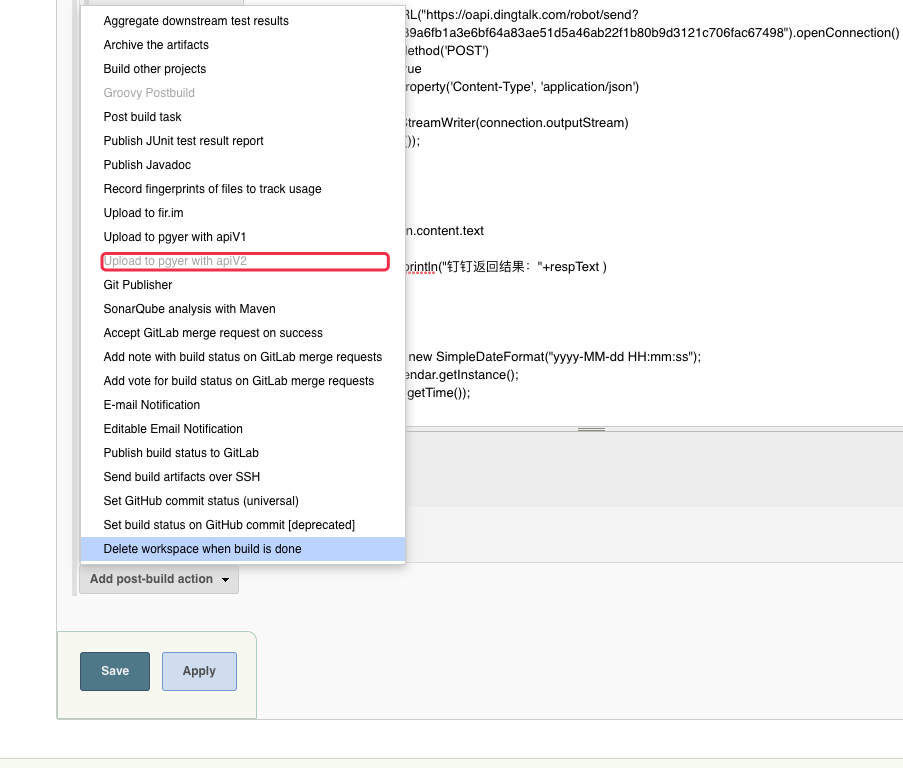 Aggregate downstream test results
Archive the artifacts
Build other projects
Groovy Postbuild
Post build task
Publish JUnit test result report
Publish Javadoc
Record fingerprints of files to track usage
Upload to fir.im
Upload to pgyer with apiV1
Upload to pgyer with apiV2
Git Publisher
SonarQube analysis with Maven
Accept GitLab merge request on success
Add note with build status on GitLab merge requests
Add vote for build status on GitLab merge requests
E-mail Notification
Editable Email Notification
Publish build status to GitLab
Send build artifacts over SSH
Set GitHub commit status (universal)
Set build status on GitHub commit [deprecated]
Delete workspace when build is done
RL("https://oapi.dingtalk.com/robot/send?
39a6fb1a3e6bf64a83ae51d5a46ab22f1b80b9d3121c706fac67498").openConnection()
Method('POST')
rue
roperty('Content-Type', 'application/json')
StreamWriter(connection.outputStream)
());
n.content.text
println("钉钉返回结果："+respText )
new SimpleDateFormat("yyyy-MM-dd HH:mm:ss");
endar.getInstance();
getTime());
Add post-build action
Save
Apply